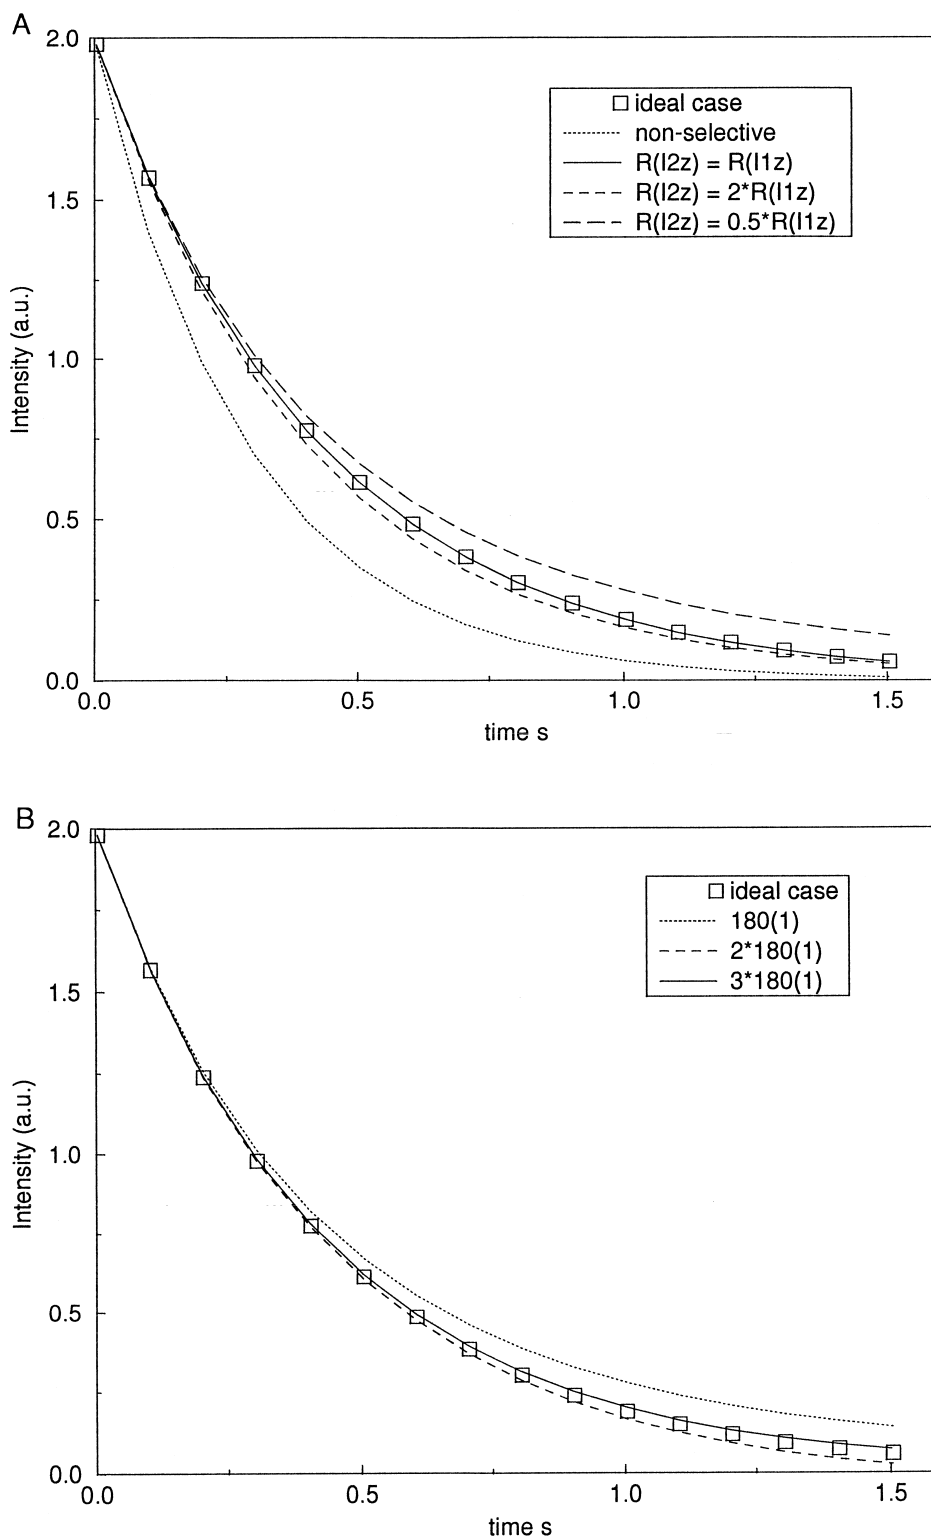 A
2.0
1.5
1.0
0.5
0.0
Intensity (a.u.)
ideal case
non-selective
R(I2z) = R(I1z)
R(I2z) = 2*R(I1z)
R(I2z) = 0.5*R(I1z)
0.0 0.5 1.0 1.5
time s
B
2.0
1.5
1.0
0.5
0.0
Intensity (a.u.)
ideal case
180(1)
2*180(1)
3*180(1)
0.0 0.5 1.0 1.5
time s